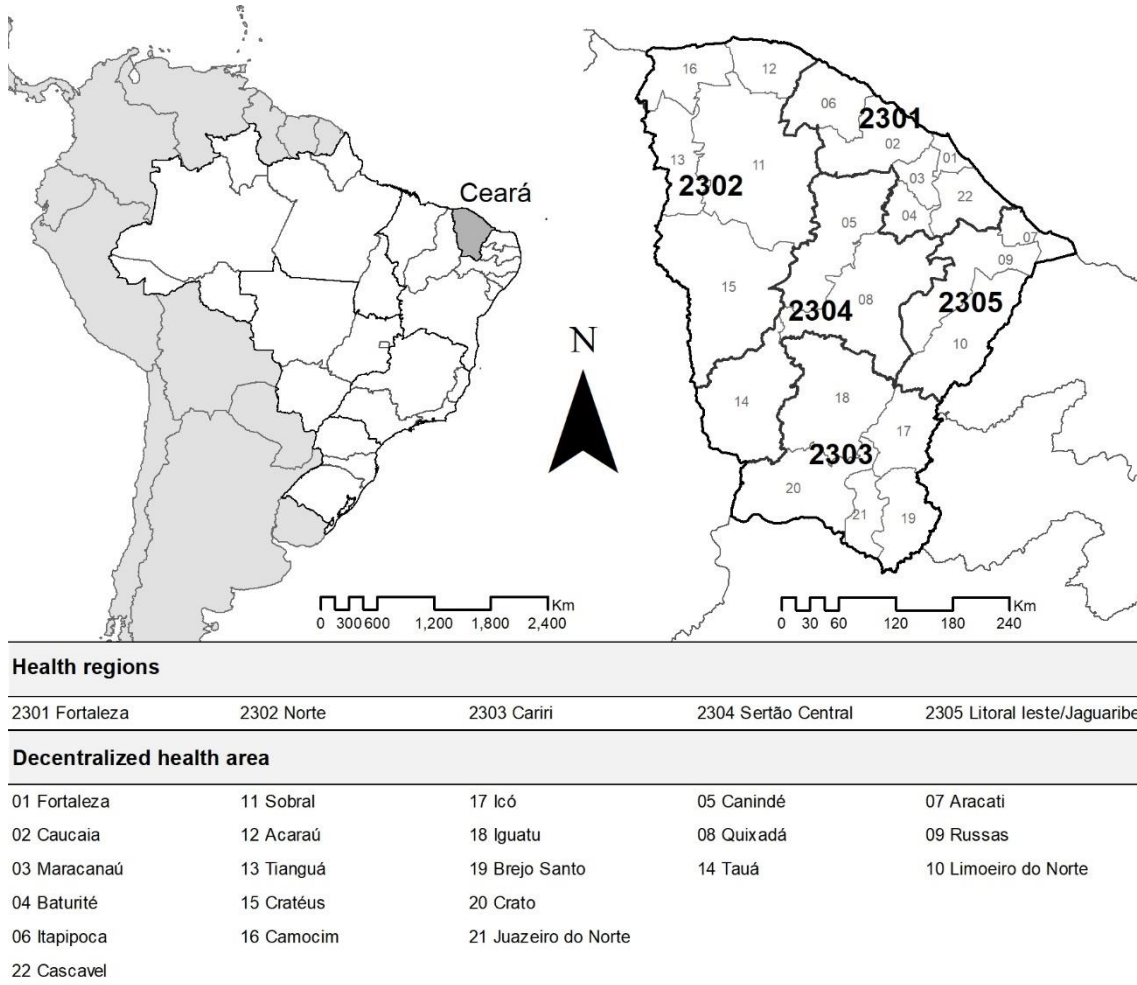 Ceará
N
Km
0 300 600 1,200 1,800 2,400
16
12
06
2301
02
13
11
01
03
2302
22
04
05
07
09
15
08
2304
2305
10
14
18
17
2303
20
21
19
Km
0 30 60 120 180 240
Health regions
2301 Fortaleza 2302 Norte 2303 Cariri 2304 Sertão Central 2305 Litoral leste/Jaguaribe
Decentralized health area
01 Fortaleza 11 Sobral 17 Icó 05 Canindé 07 Aracati
02 Caucaia 12 Acaraú 18 Iguatu 08 Quixadá 09 Russas
03 Maracanaú 13 Tianguá 19 Brejo Santo 14 Tauá 10 Limoeiro do Norte
04 Baturité 15 Cratéus 20 Crato
06 Itapipoca 16 Camocim 21 Juazeiro do Norte
22 Cascavel